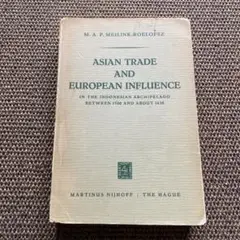 M. A. P. MEILINK-ROELOFSZ
ASIAN TRADE
AND
EUROPEAN INFLUENCE
IN THE INDONESIAN ARCHIPELAGO
BETWEEN 1500 AND ABOUT 1630
MARTINUS NIJHOFF - THE HAGUE